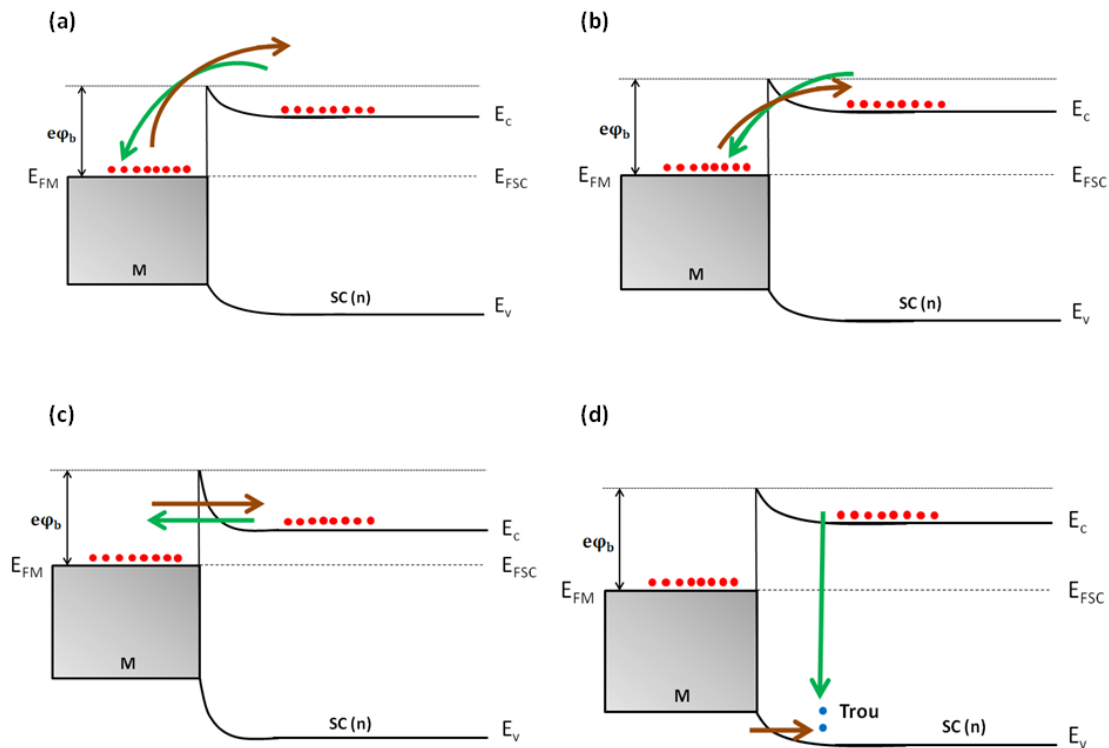 (a)
eφb
Ec
EFM
EFSC
M
SC (n)
Ev
(b)
eφb
Ec
EFM
EFSC
M
SC (n)
Ev
(c)
eφb
Ec
EFM
EFSC
M
SC (n)
Ev
(d)
eφb
Ec
EFM
EFSC
M
Trou
SC (n)
Ev